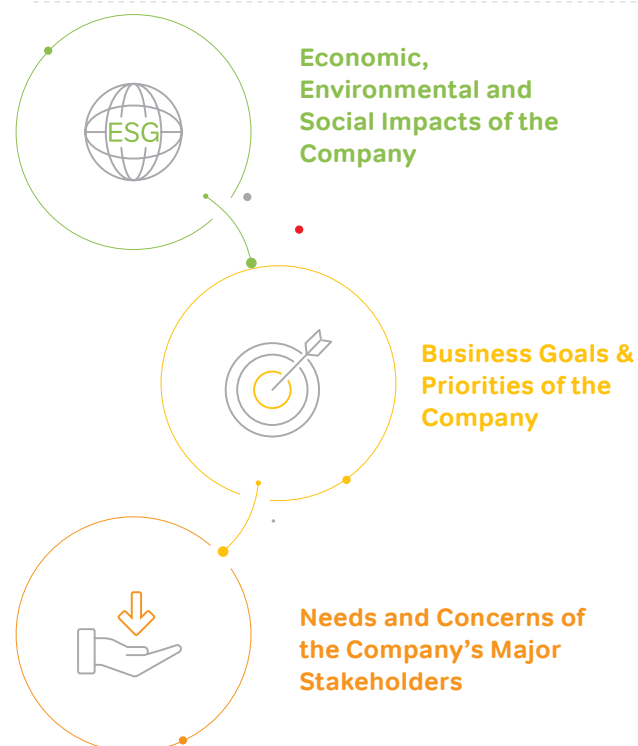 ESG
Economic,
Environmental and
Social Impacts of the
Company
Business Goals &
Priorities of the
Company
Needs and Concerns of
the Company’s Major
Stakeholders